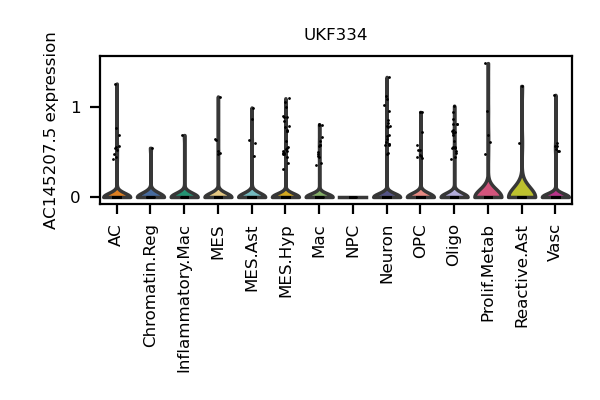 UKF334
AC145207.5 expression
1
0
AC
Chromatin.Reg
Inflammatory.Mac
MES
MES.Ast
MES.Hyp
Mac
NPC
Neuron
OPC
Oligo
Prolif.Metab
Reactive.Ast
Vasc